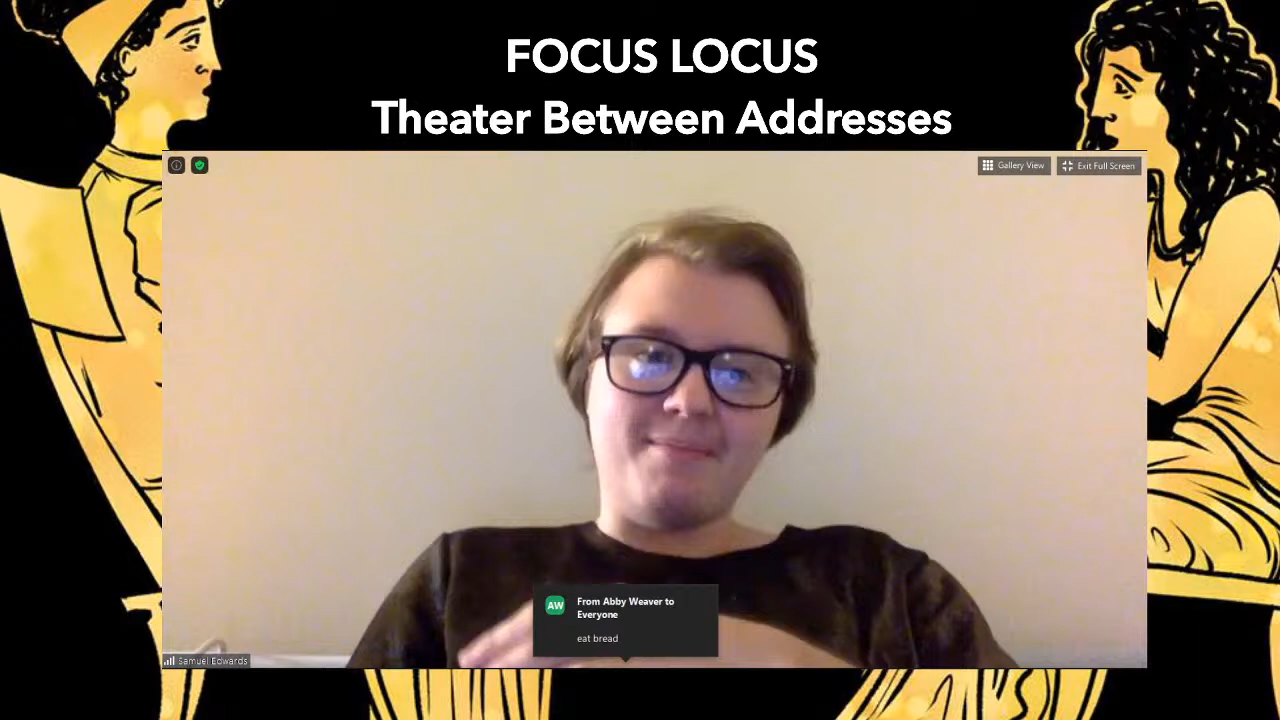 FOCUS LOCUS
Theater Between Addresses
Gallery View
Exit Full Screen
AW
From Abby Weaver to
Everyone
eat bread
Samuel Edwards